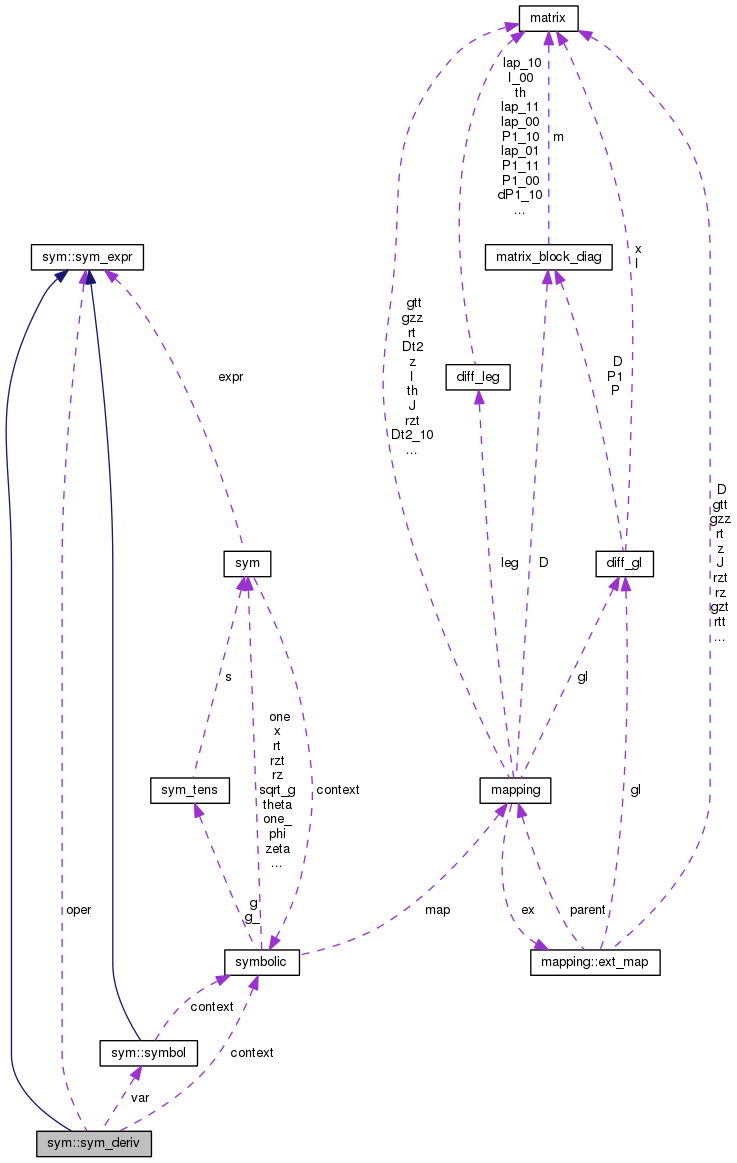 matrix
lap_10
l_00
th
lap_11
lap_00
P1_10
lap_01
P1_11
P1_00
dP1_10
...
m
sym::sym_expr
matrix_block_diag
x
l
gtt
gzz
rt
Dt2
z
l
th
J
rzt
Dt2_10
...
diff_leg
D
P1
P
expr
D
gtt
gzz
rt
z
J
rzt
rz
gzt
rtt
...
sym
leg
D
diff_gl
s
gl
one
x
rt
rzt
rz
sqrt_g
theta
one_
phi
zeta
...
context
sym_tens
mapping
gl
oper
g
g_
map
ex
parent
symbolic
mapping::ext_map
context
sym::symbol
context
var
sym::sym_deriv